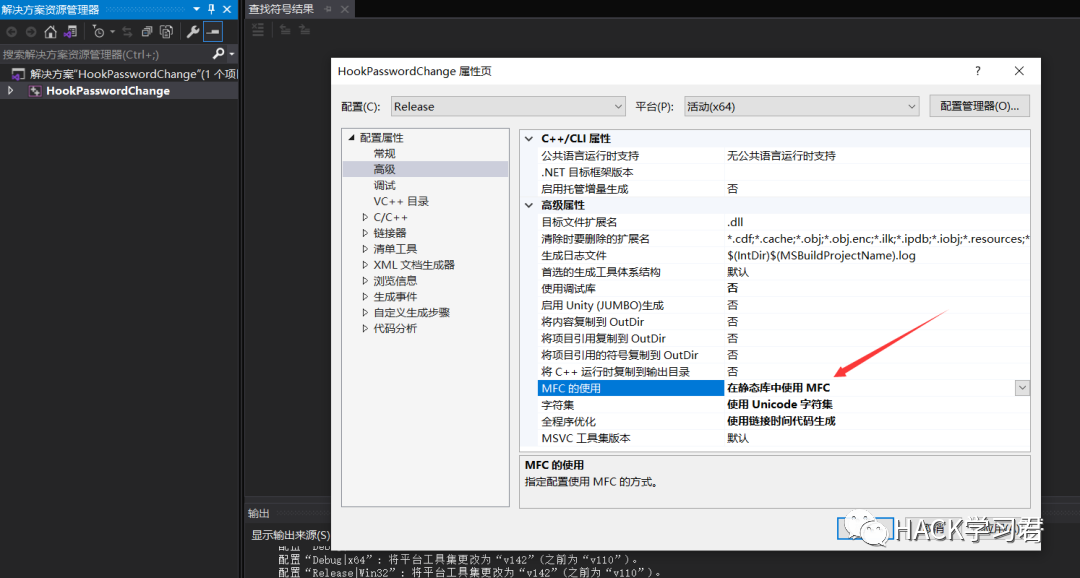 解决方案资源管理器
搜索解决方案资源管理器(Ctrl+;)
解决方案"HookPasswordChange"(1 个项
HookPasswordChange
查找符号结果
HookPasswordChange 属性页
配置(C):
Release
平台(P):
活动(x64)
配置管理器(O)...
配置属性
常规
高级
调试
VC++ 目录
C/C++
链接器
清单工具
XML 文档生成器
浏览信息
生成事件
自定义生成步骤
代码分析
C++/CLI 属性
公共语言运行时支持 无公共语言运行时支持
.NET 目标框架版本
启用托管增量生成 否
高级属性
目标文件扩展名 .dll
清除时要删除的扩展名 *.cdf;*.cache;*.obj;*.obj.enc;*.ilk;*.ipdb;*.iobj;*.resources;*
生成日志文件 $(IntDir)$(MSBuildProjectName).log
首选的生成工具体系结构 默认
使用调试库 否
启用 Unity (JUMBO)生成 否
将内容复制到 OutDir 否
将项目引用复制到 OutDir 否
将项目引用的符号复制到 OutDir 否
将 C++ 运行时复制到输出目录 否
MFC 的使用 在静态库中使用 MFC
字符集 使用 Unicode 字符集
全程序优化 使用链接时间代码生成
MSVC 工具集版本 默认
MFC 的使用
指定配置使用 MFC 的方式。
HACK学习君
输出
显示输出来源(S)
配置“Debug|x64”: 将平台工具集更改为“v142”(之前为“v110”)。
配置“Release|Win32”: 将平台工具集更改为“v142”(之前为“v110”)。